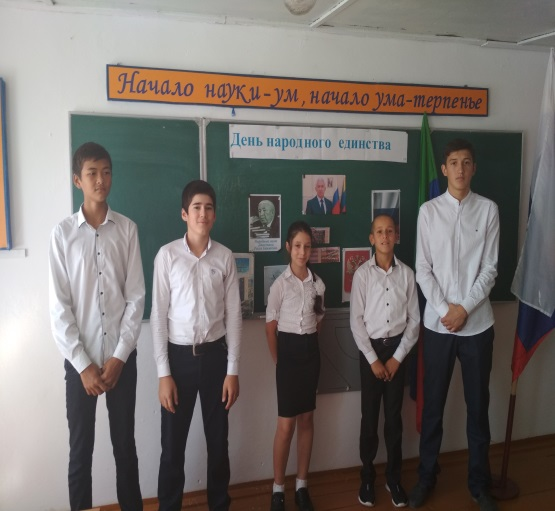 Начало науки-ум, начало ума-терпенье
День народного единства